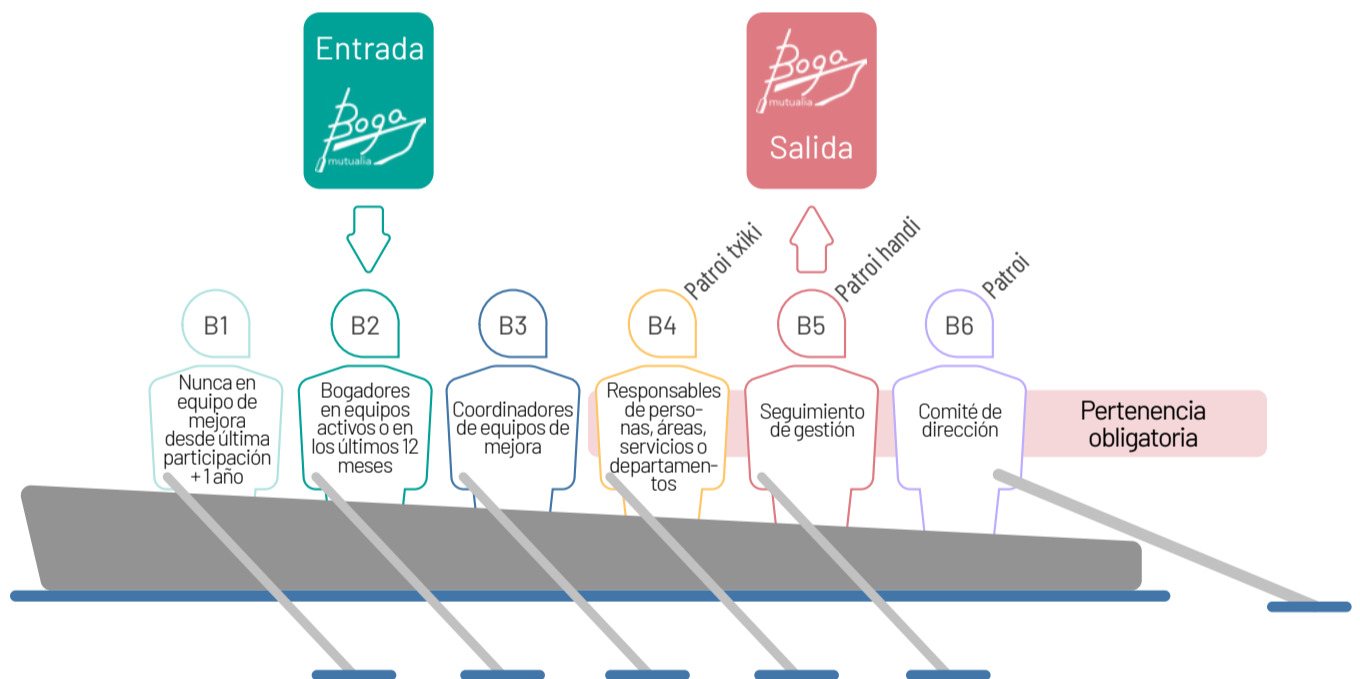 Entrada
Boga
mutualia
Boga
mutualia
Salida
Patroi txiki
Patroi handi
Patroi
B1
B2
B3
B4
B5
B6
Nunca en
equipo de
mejora
desde última
participación
+ 1 año
Bogadores
en equipos
activos o en
los últimos 12
meses
Coordinadores
de equipos de
mejora
Responsables
de perso-
nas, áreas,
servicios o
departamen-
tos
Seguimiento
de gestión
Comité de
dirección
Pertenencia
obligatoria